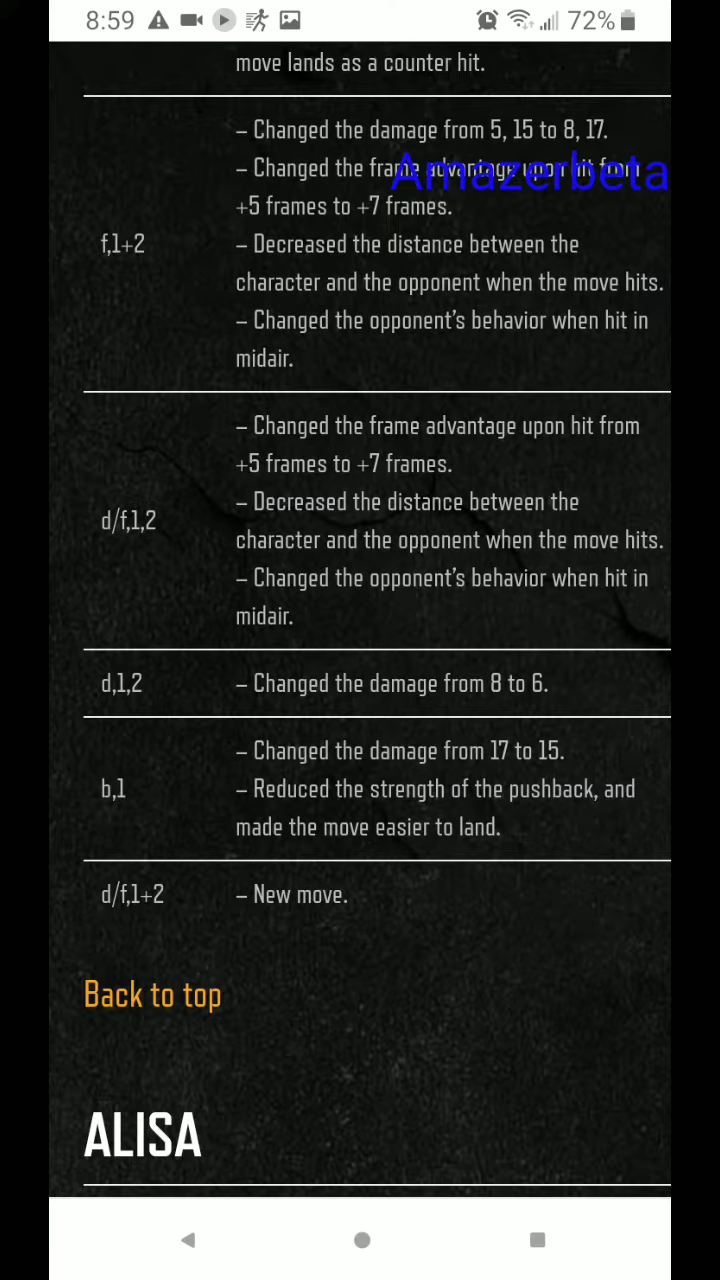 8:59 72%
move lands as a counter hit.
– Changed the damage from 5, 15 to 8, 17.
Amazerbeta
– Changed the frame advantage upon hit from
+5 frames to +7 frames.
f,1+2
– Decreased the distance between the
character and the opponent when the move hits.
– Changed the opponent's behavior when hit in
midair.
– Changed the frame advantage upon hit from
+5 frames to +7 frames.
– Decreased the distance between the
d/f,1,2
character and the opponent when the move hits.
– Changed the opponent's behavior when hit in
midair.
d,1,2 – Changed the damage from 8 to 6.
– Changed the damage from 17 to 15.
b,1 – Reduced the strength of the pushback, and
made the move easier to land.
d/f,1+2 – New move.
Back to top
ALISA